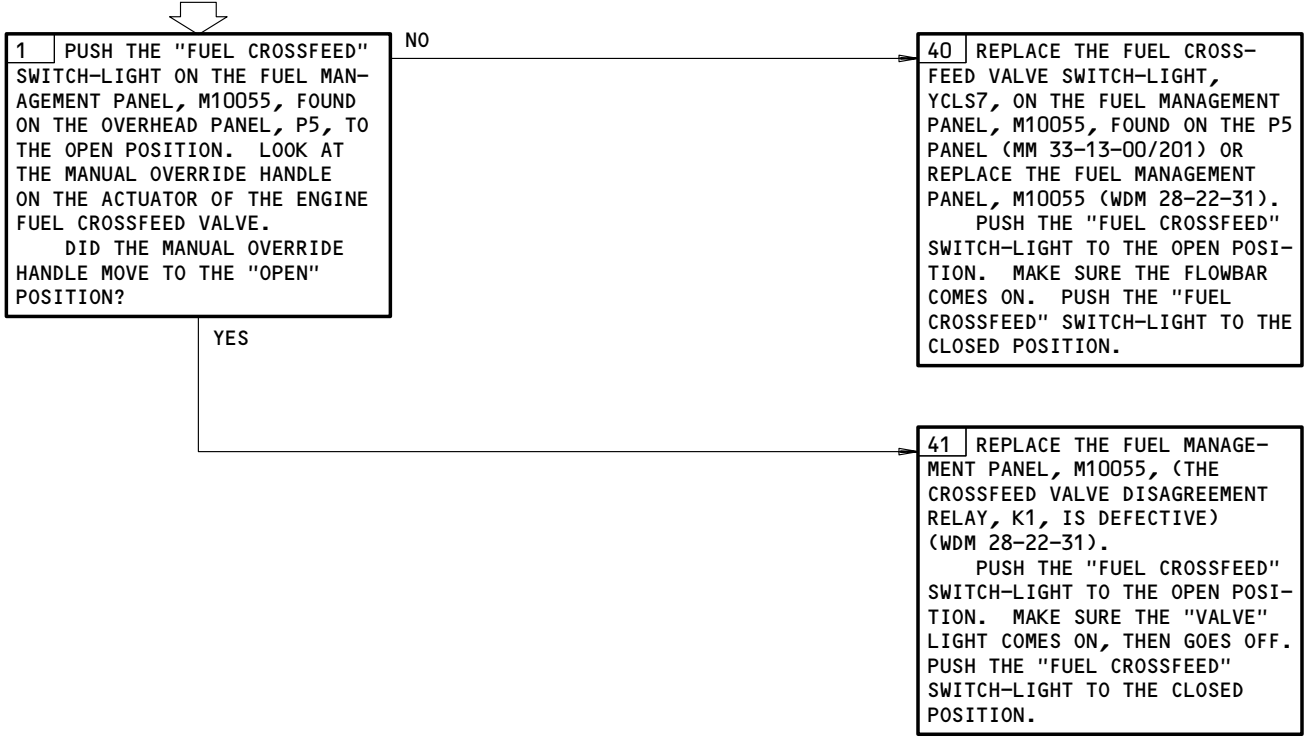 1 PUSH THE "FUEL CROSSFEED"
SWITCH-LIGHT ON THE FUEL MAN-
AGEMENT PANEL, M10055, FOUND
ON THE OVERHEAD PANEL, P5, TO
THE OPEN POSITION. LOOK AT
THE MANUAL OVERRIDE HANDLE
ON THE ACTUATOR OF THE ENGINE
FUEL CROSSFEED VALVE.
DID THE MANUAL OVERRIDE
HANDLE MOVE TO THE "OPEN"
POSITION?
NO
YES
40 REPLACE THE FUEL CROSS-
FEED VALVE SWITCH-LIGHT,
YCLS7, ON THE FUEL MANAGEMENT
PANEL, M10055, FOUND ON THE P5
PANEL (MM 33-13-00/201) OR
REPLACE THE FUEL MANAGEMENT
PANEL, M10055 (WDM 28-22-31).
PUSH THE "FUEL CROSSFEED"
SWITCH-LIGHT TO THE OPEN POSI-
TION. MAKE SURE THE FLOWBAR
COMES ON. PUSH THE "FUEL
CROSSFEED" SWITCH-LIGHT TO THE
CLOSED POSITION.
41 REPLACE THE FUEL MANAGE-
MENT PANEL, M10055, (THE
CROSSFEED VALVE DISAGREEMENT
RELAY, K1, IS DEFECTIVE)
(WDM 28-22-31).
PUSH THE "FUEL CROSSFEED"
SWITCH-LIGHT TO THE OPEN POSI-
TION. MAKE SURE THE "VALVE"
LIGHT COMES ON, THEN GOES OFF.
PUSH THE "FUEL CROSSFEED"
SWITCH-LIGHT TO THE CLOSED
POSITION.